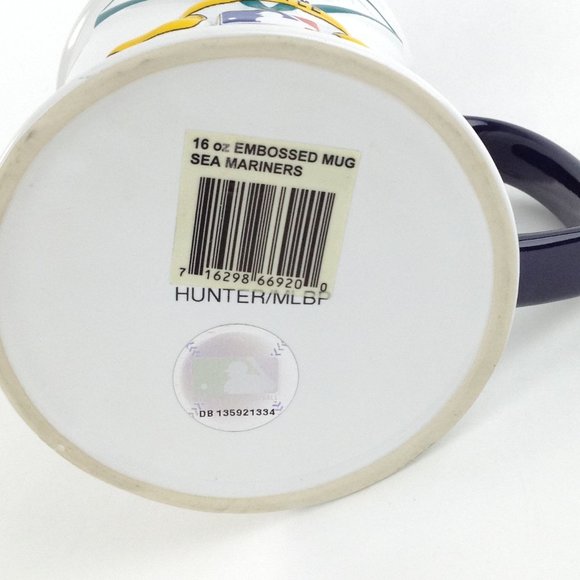 16 oz EMBOSSED MUG
SEA MARINERS
7 16298 66920 0
HUNTER/MLBP
DB 135921334